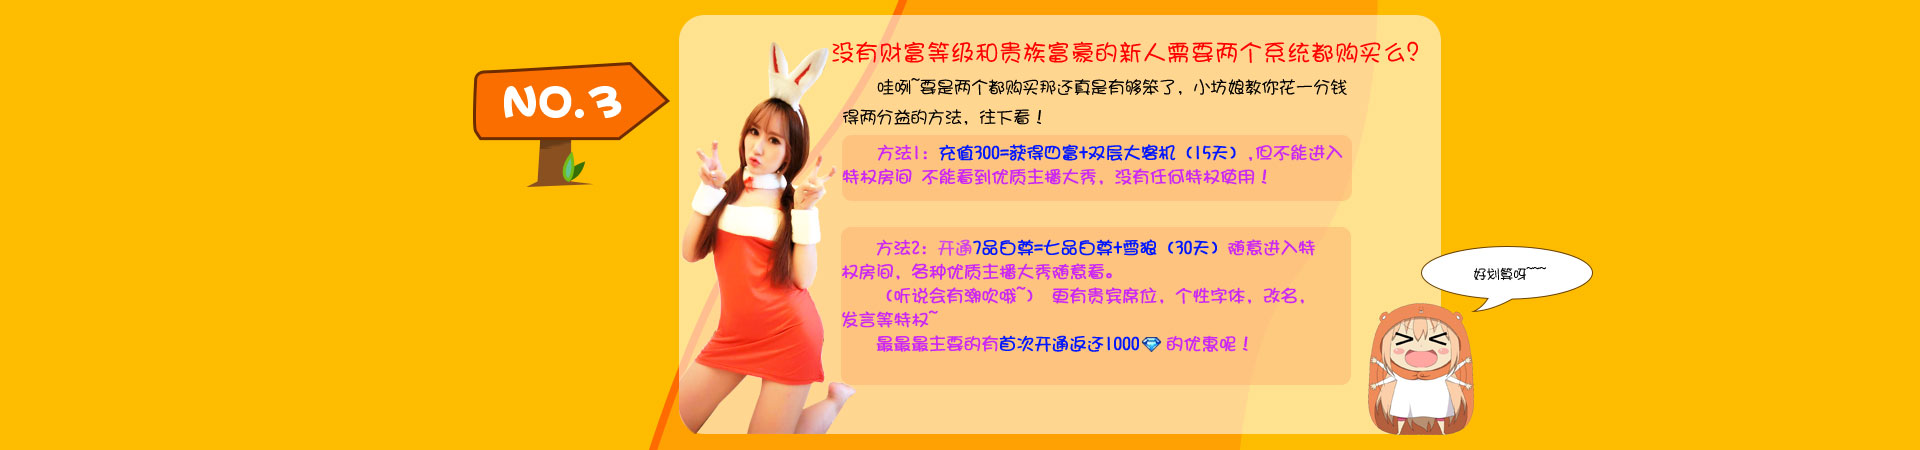 NO.3
没有财富等级和贵族富豪的新人需要两个系统都购买么？
哇咧~要是两个都购买那还真是有够笨了，小坊娘教你花一分钱
得两分益的方法，往下看！
方法1：充值300=获得四富+双层大客机（15天）,但不能进入
特权房间 不能看到优质主播大秀，没有任何特权使用！
方法2：开通7品白尊=七品白尊+雪狼（30天）随意进入特
权房间，各种优质主播大秀随意看。
（听说会有潮吹哦~） 更有贵宾席位，个性字体，改名，
发言等特权~
最最最主要的有首次开通返还1000 的优惠呢！
好划算呀~~~